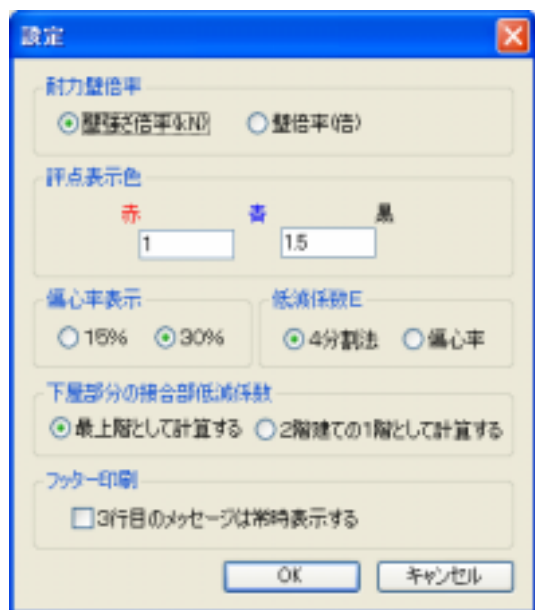 設定
耐力壁倍率
壁強さ倍率(kN) 壁倍率(倍)
評点表示色
赤 青 黒
1 1.5
偏心率表示 低減係数E
15% 30% 4分割法 偏心率
下屋部分の接合部低減係数
最上階として計算する 2階建ての1階として計算する
フッター印刷
3行目のメッセージは常時表示する
OK キャンセル